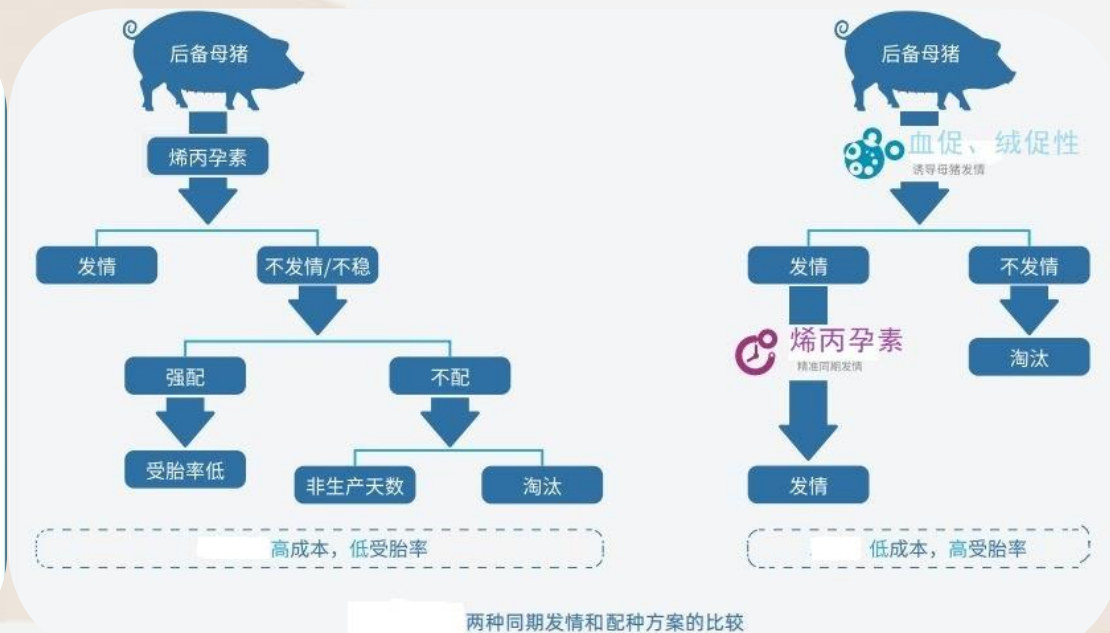 后备母猪
烯丙孕素
发情
不发情/不稳
强配
不配
受胎率低
非生产天数
淘汰
高成本，低受胎率
后备母猪
血促、绒促性
诱导母猪发情
发情
不发情
烯丙孕素
精准同期发情
淘汰
发情
低成本，高受胎率
两种同期发情和配种方案的比较